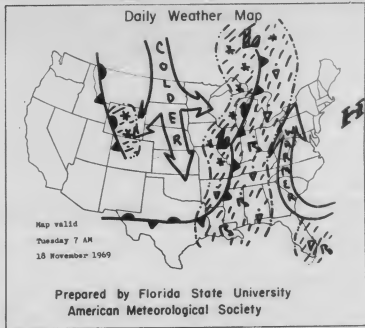 Daily Weather Map
COLDER
WARMER
Map valid
Tuesday 7 AM
18 November 1969
Prepared by Florida State University
American Meteorological Society